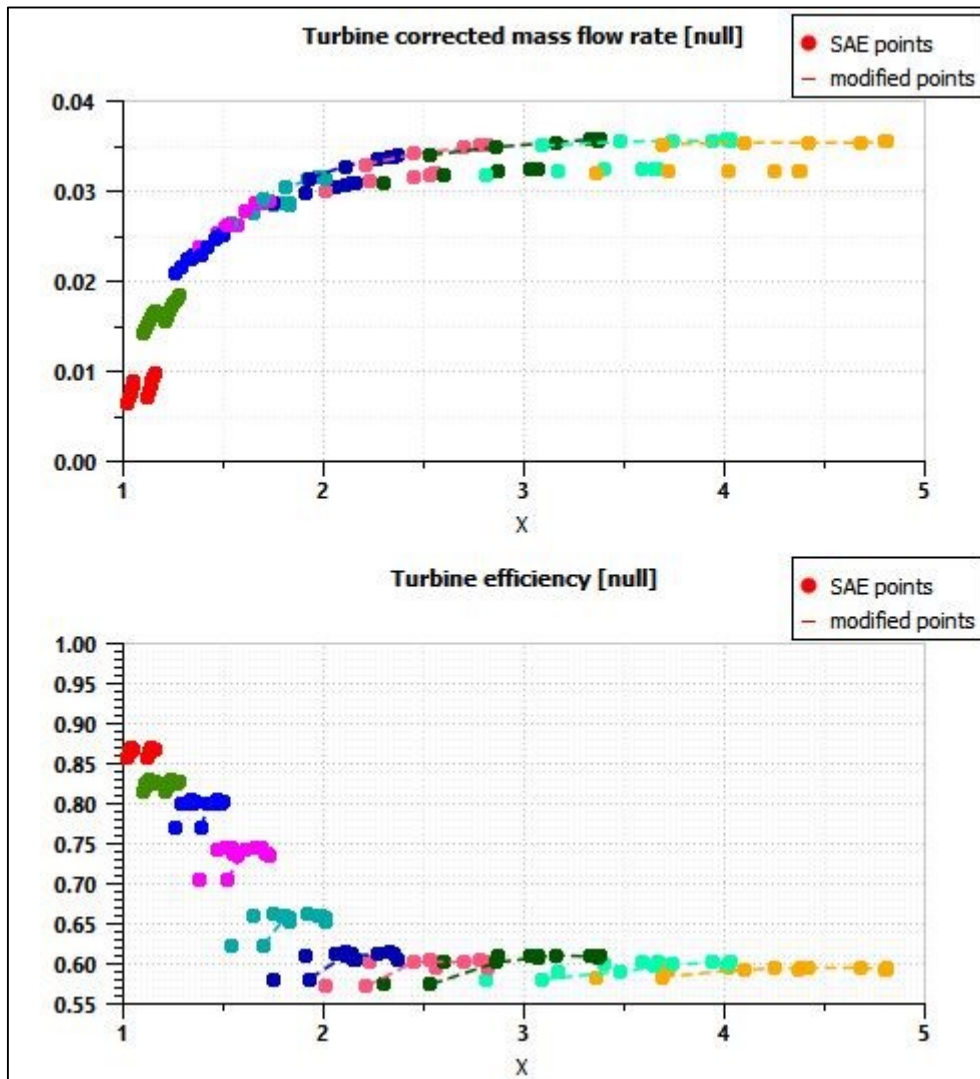 Turbine corrected mass flow rate [null]
SAE points
modified points
0.04
0.03
0.02
0.01
0.00
1 2 3 4 5
X
Turbine efficiency [null]
SAE points
modified points
1.00
0.95
0.90
0.85
0.80
0.75
0.70
0.65
0.60
0.55
1 2 3 4 5
X